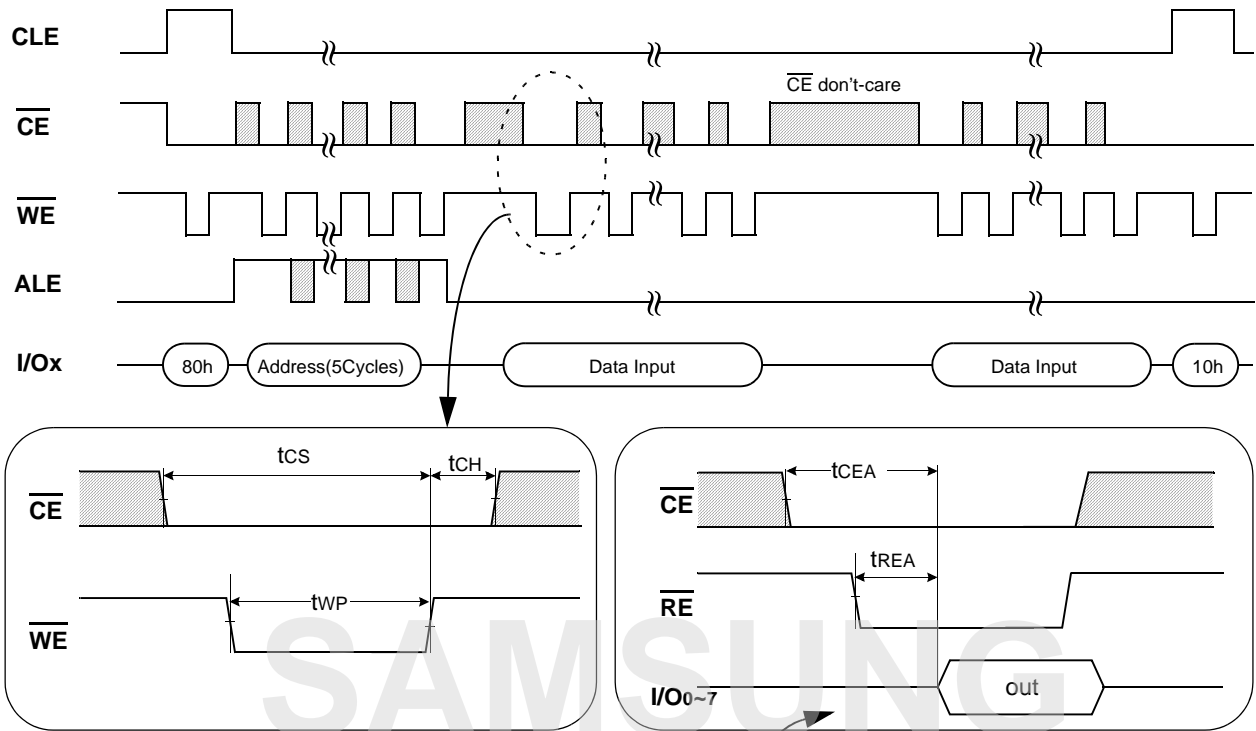 CLE
CE don't-care
CE
WE
ALE
I/Ox
80h
Address(5Cycles)
Data Input
Data Input
10h
tCS
tCH
CE
tWP
WE
tCEA
CE
tREA
RE
I/O0~7
out
SAMSUNG